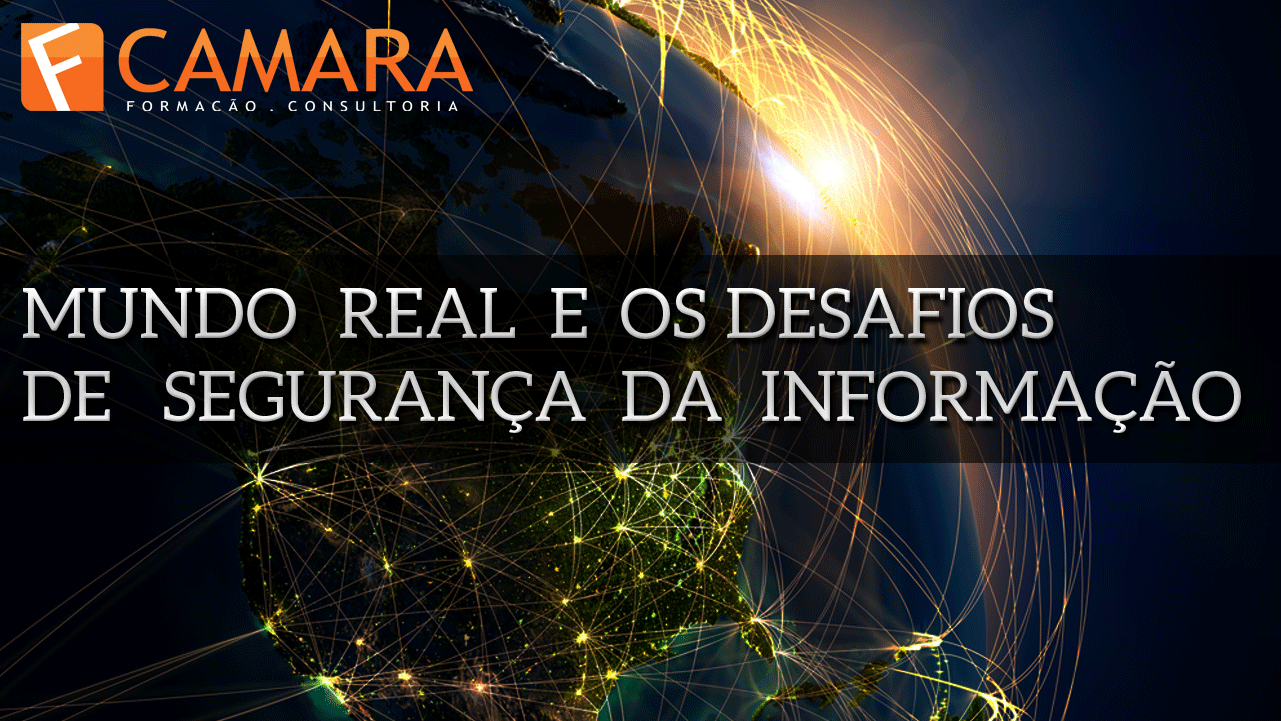 F CAMARA
FORMACÃO . CONSULTORIA
MUNDO REAL E OS DESAFIOS
DE SEGURANÇA DA INFORMAÇÃO